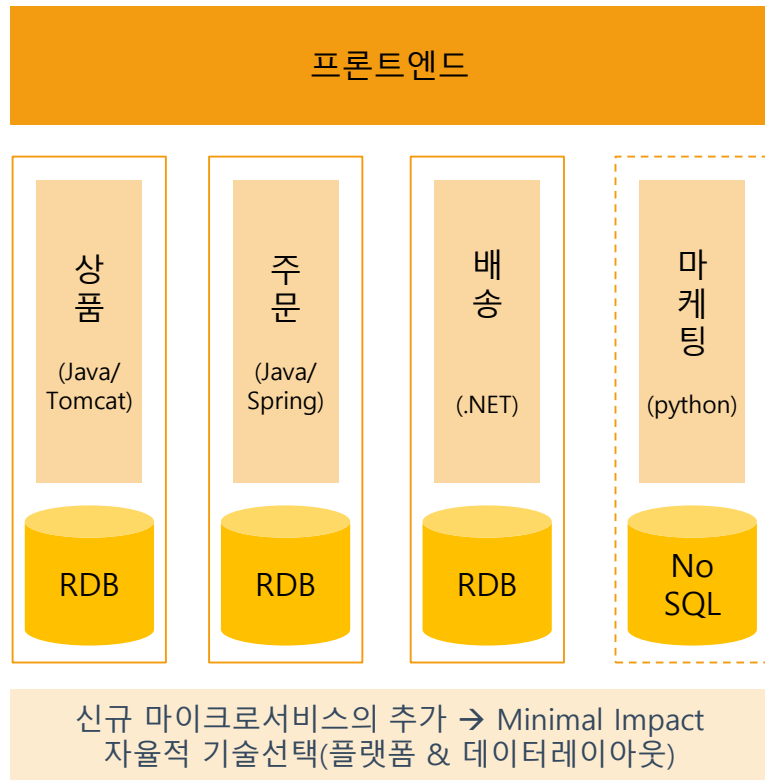 프론트엔드
상
품
(Java/
Tomcat)
RDB
주
문
(Java/
Spring)
RDB
배
송
(.NET)
RDB
마
케
팅
(python)
No
SQL
신규 마이크로서비스의 추가 → Minimal Impact
자율적 기술선택(플랫폼 & 데이터레이아웃)